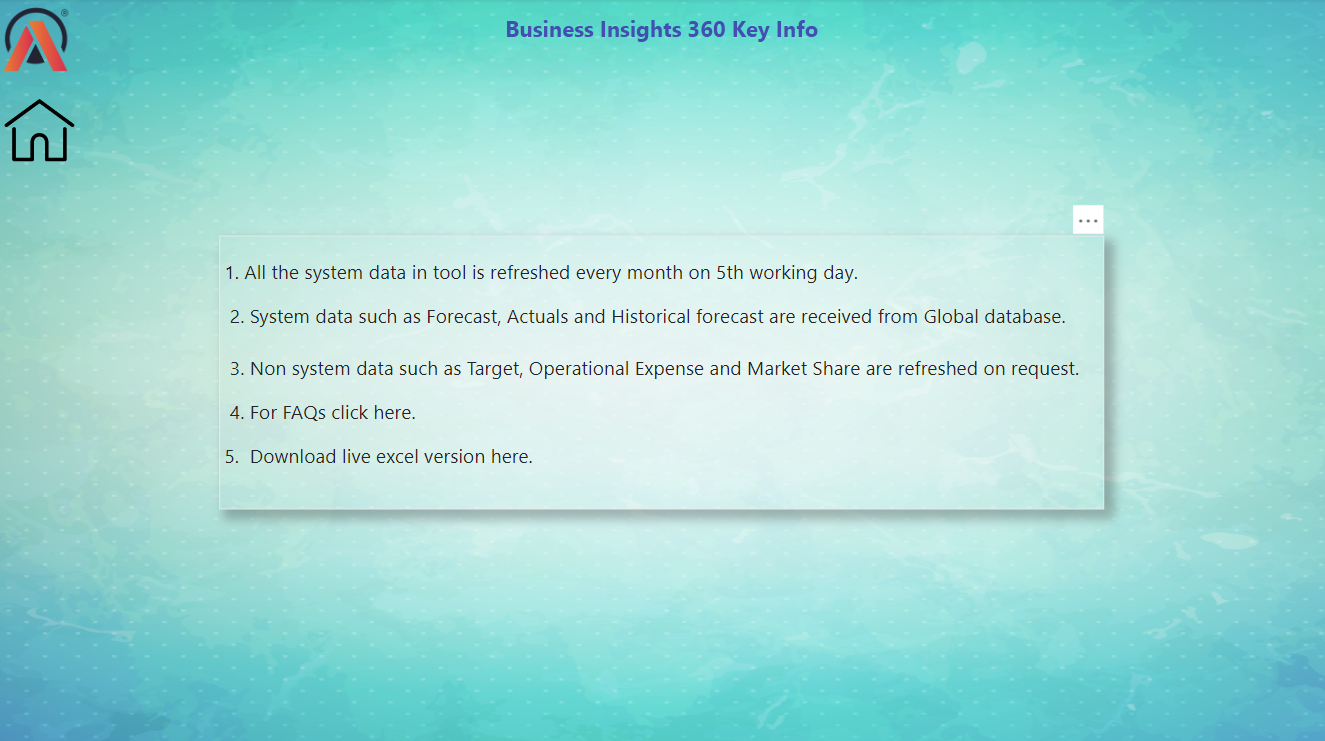 ®
Business Insights 360 Key Info
1. All the system data in tool is refreshed every month on 5th working day.
2. System data such as Forecast, Actuals and Historical forecast are received from Global database.
3. Non system data such as Target, Operational Expense and Market Share are refreshed on request.
4. For FAQs click here.
5. Download live excel version here.